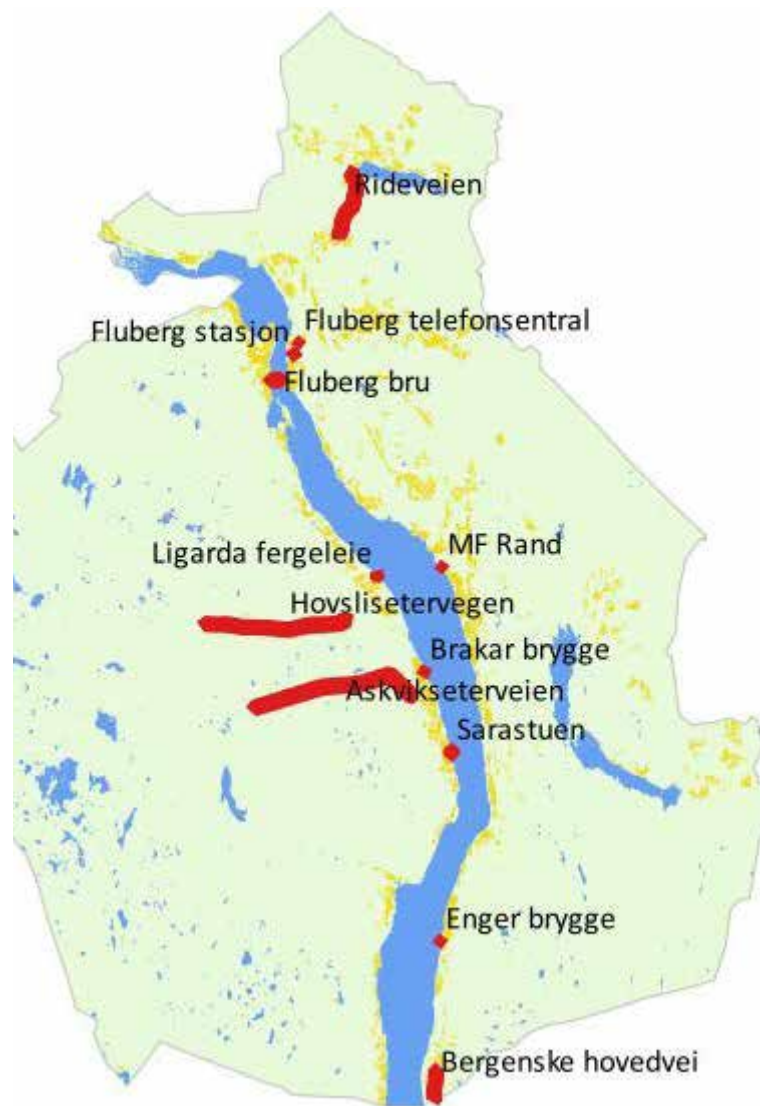 Rideveien
Fluberg telefonsentral
Fluberg stasjon
Fluberg bru
MF Rand
Ligarda fergeleie
Hovslisetervegen
Brakar brygge
Askvikseterveien
Sarastuen
Enger brygge
Bergenske hovedvei